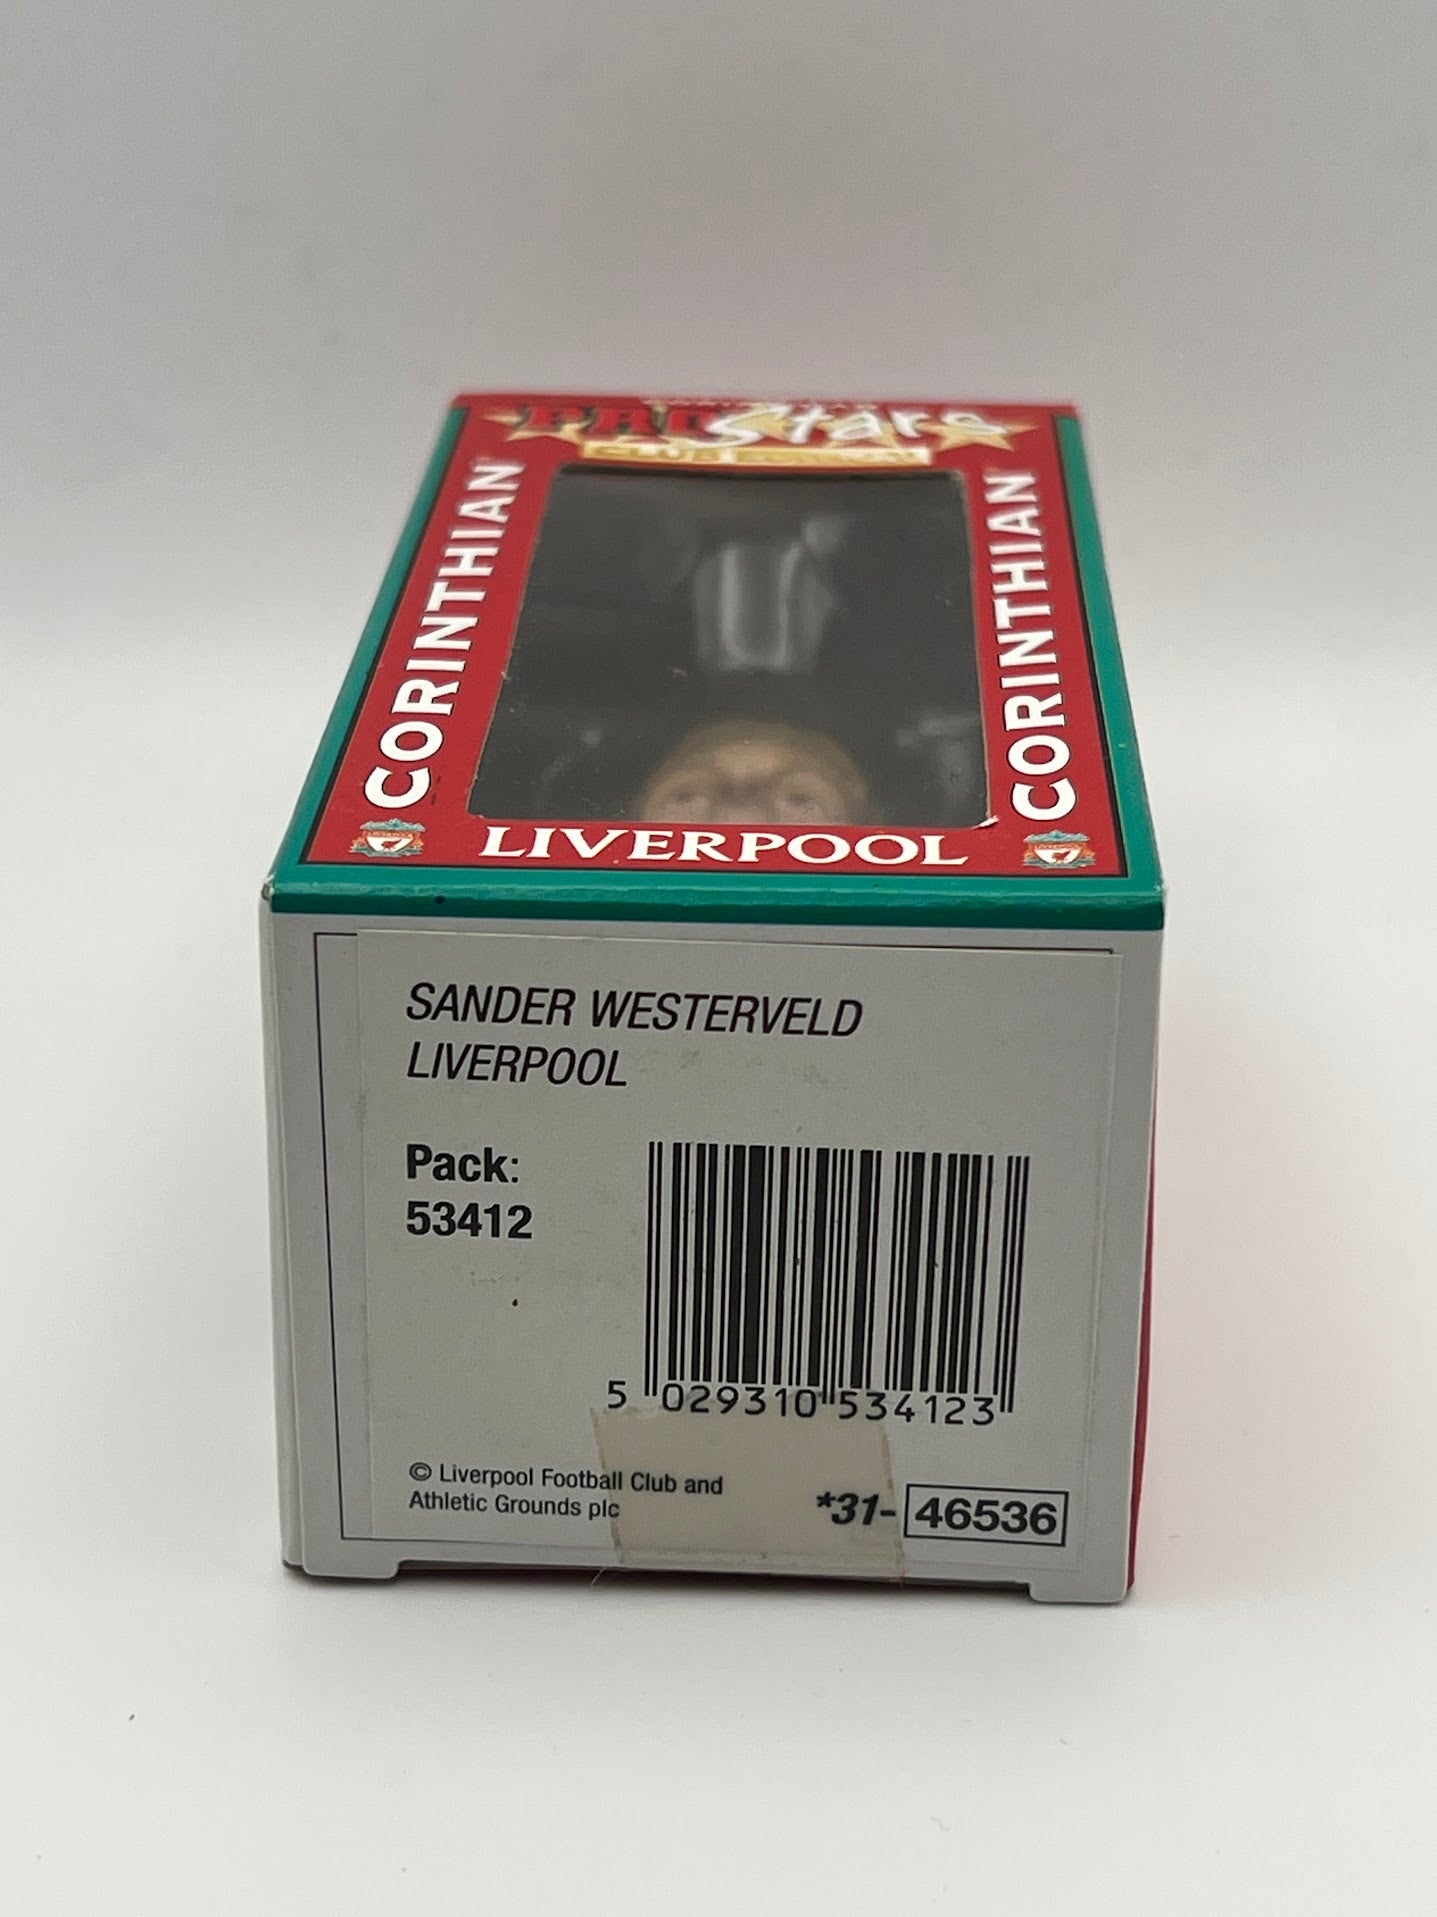 PRO Stars
CLUB
CORINTHIAN
CORINTHIAN
LIVERPOOL
SANDER WESTERVELD
LIVERPOOL
Pack:
53412
5 029310 534123
© Liverpool Football Club and
Athletic Grounds plc
*31- 46536